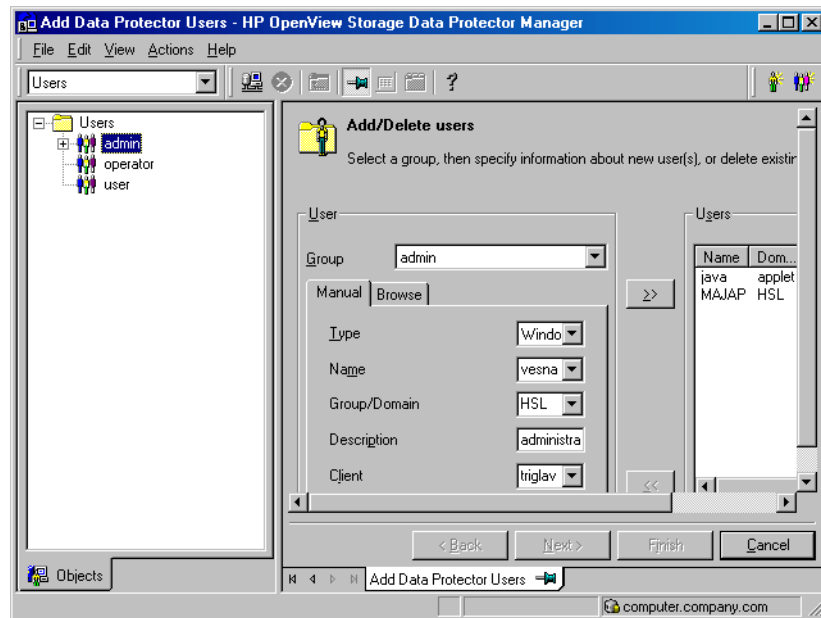 Add Data Protector Users - HP OpenView Storage Data Protector Manager
File Edit View Actions Help
Users
?
Users
admin
operator
user
Add/Delete users
Select a group, then specify information about new user(s), or delete existir
User
Group admin
Manual Browse
Type Windo
Name vesna
Group/Domain HSL
Description administra
Client triglav
>>
<<
Users
Name Dom...
java applet
MAJAP HSL
< Back Next > Finish Cancel
Objects
Add Data Protector Users
computer.company.com